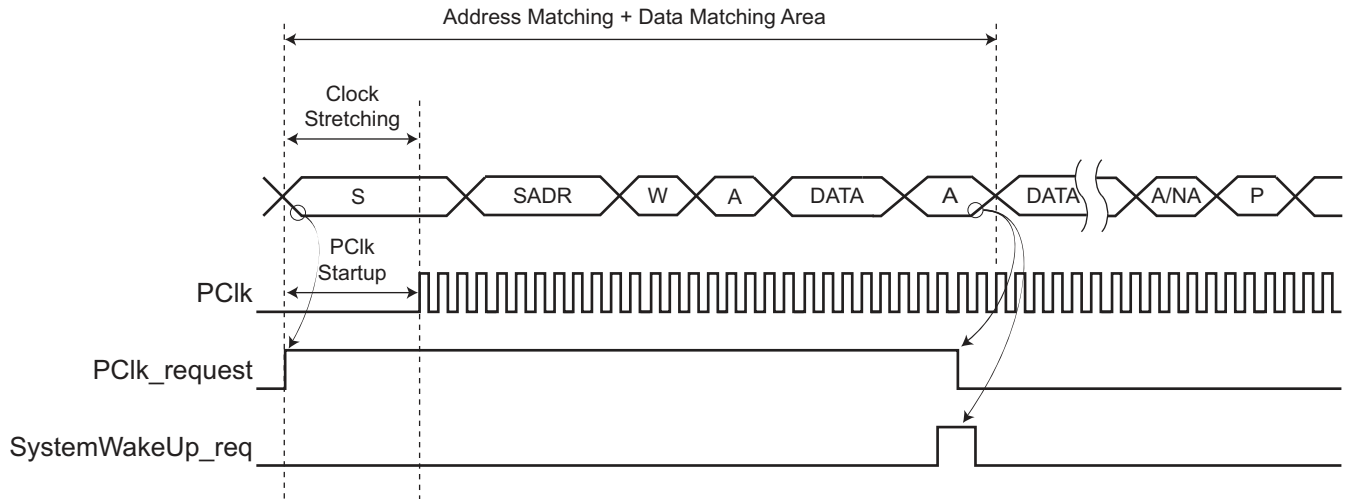 Address Matching + Data Matching Area
Clock
Stretching
S
SADR
W
A
DATA
A
DATA
A/NA
P
PClk
Startup
PClk
PClk_request
SystemWakeUp_req